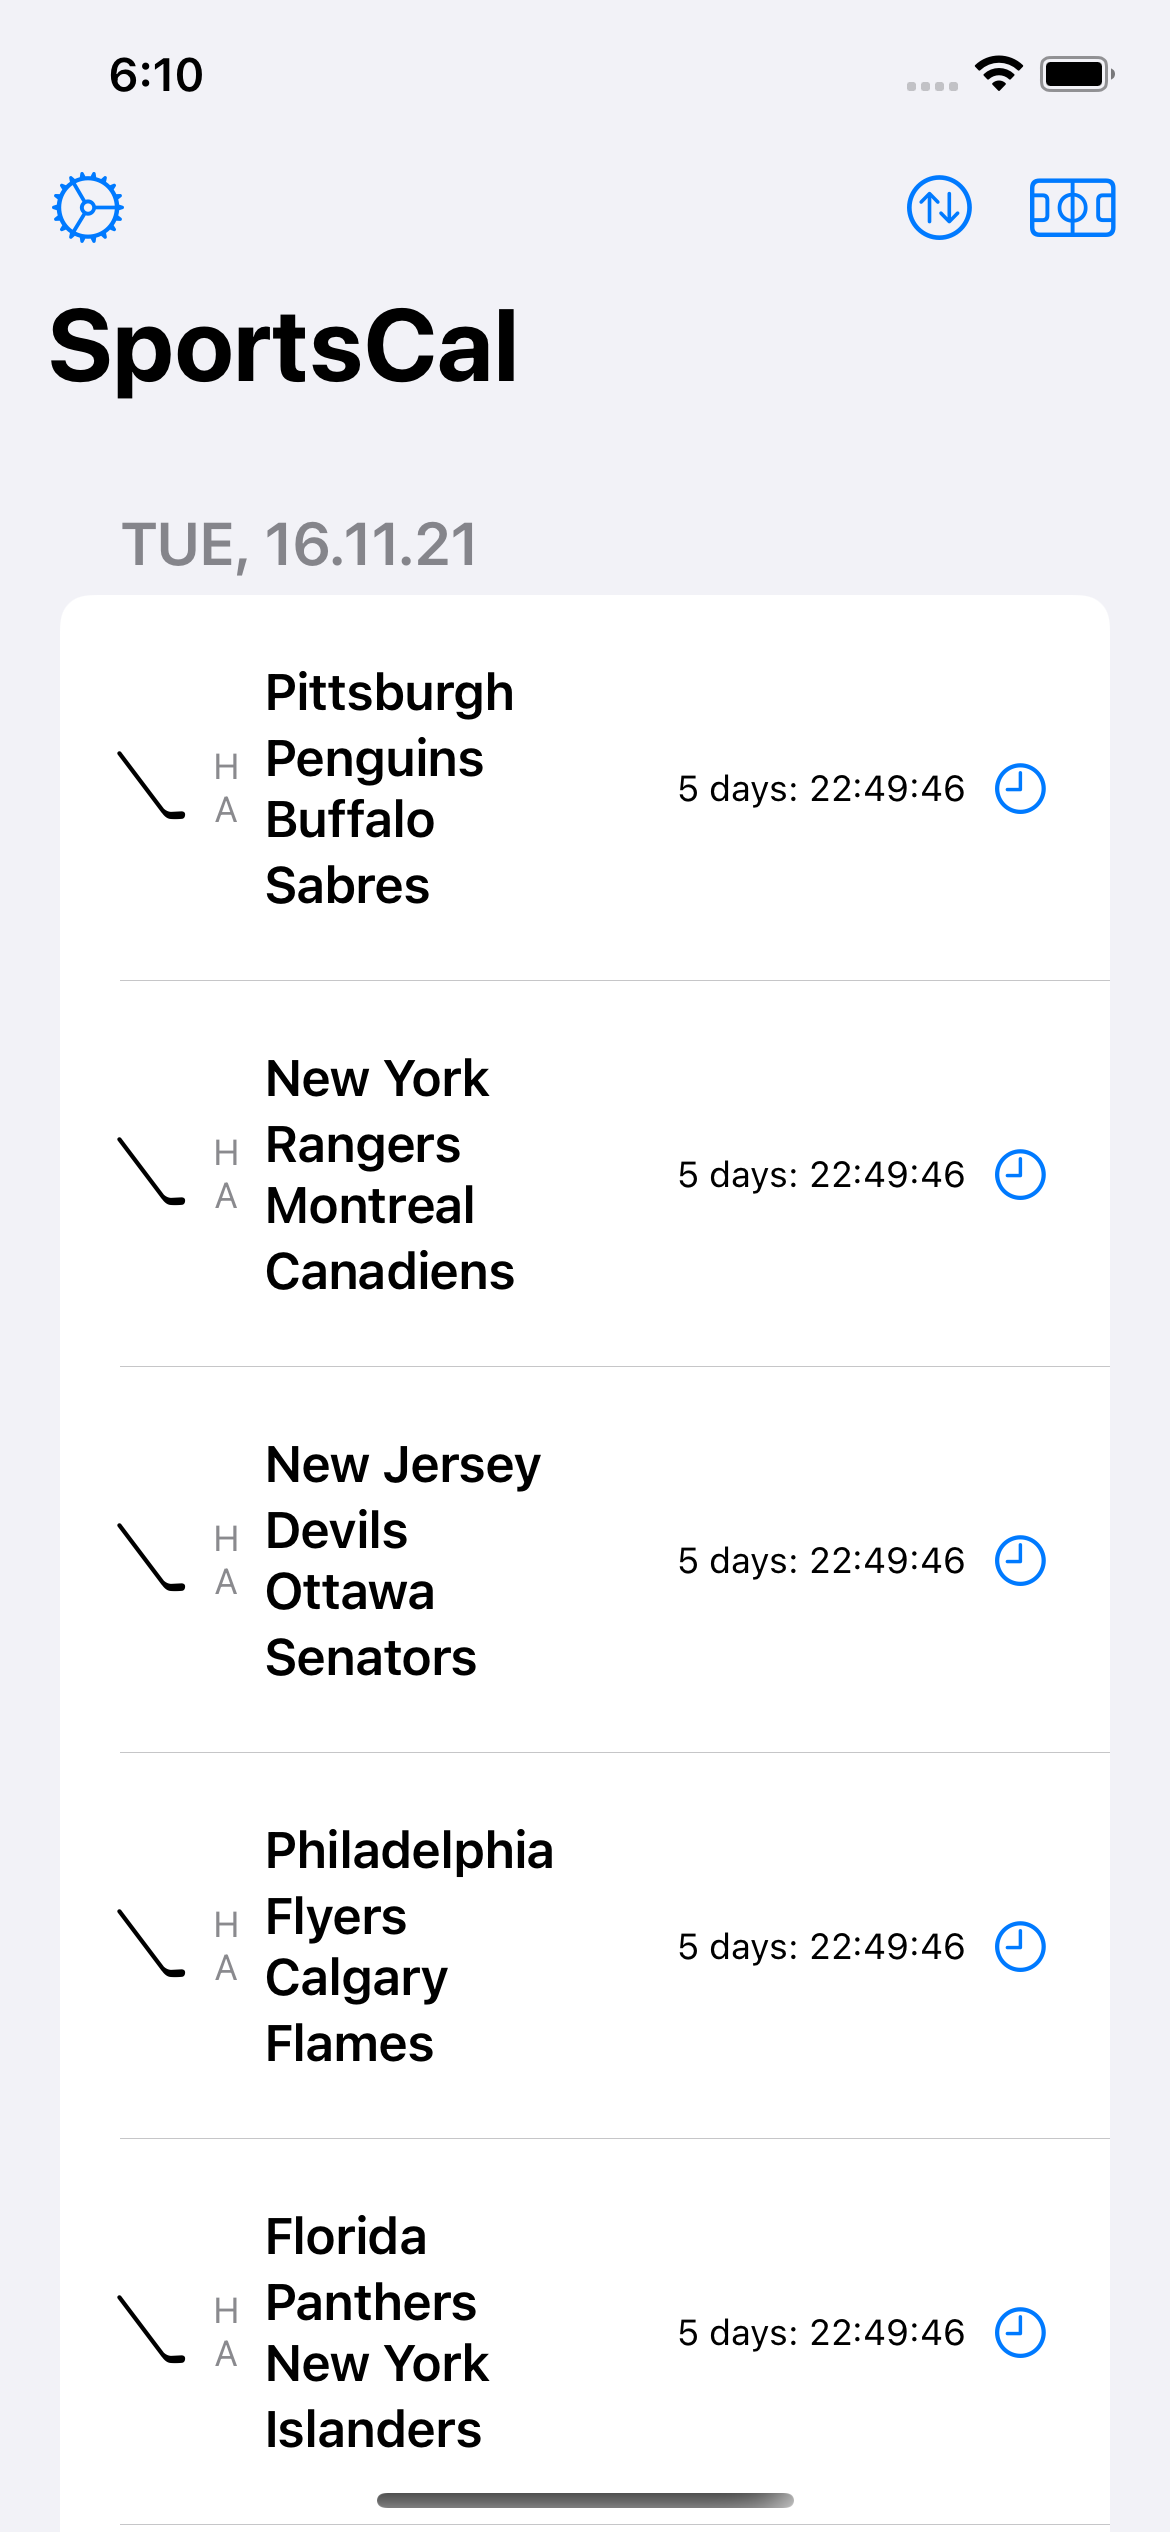 6:10
SportsCal
TUE, 16.11.21
H
A
Pittsburgh
Penguins
Buffalo
Sabres
5 days: 22:49:46
H
A
New York
Rangers
Montreal
Canadiens
5 days: 22:49:46
H
A
New Jersey
Devils
Ottawa
Senators
5 days: 22:49:46
H
A
Philadelphia
Flyers
Calgary
Flames
5 days: 22:49:46
H
A
Florida
Panthers
New York
Islanders
5 days: 22:49:46